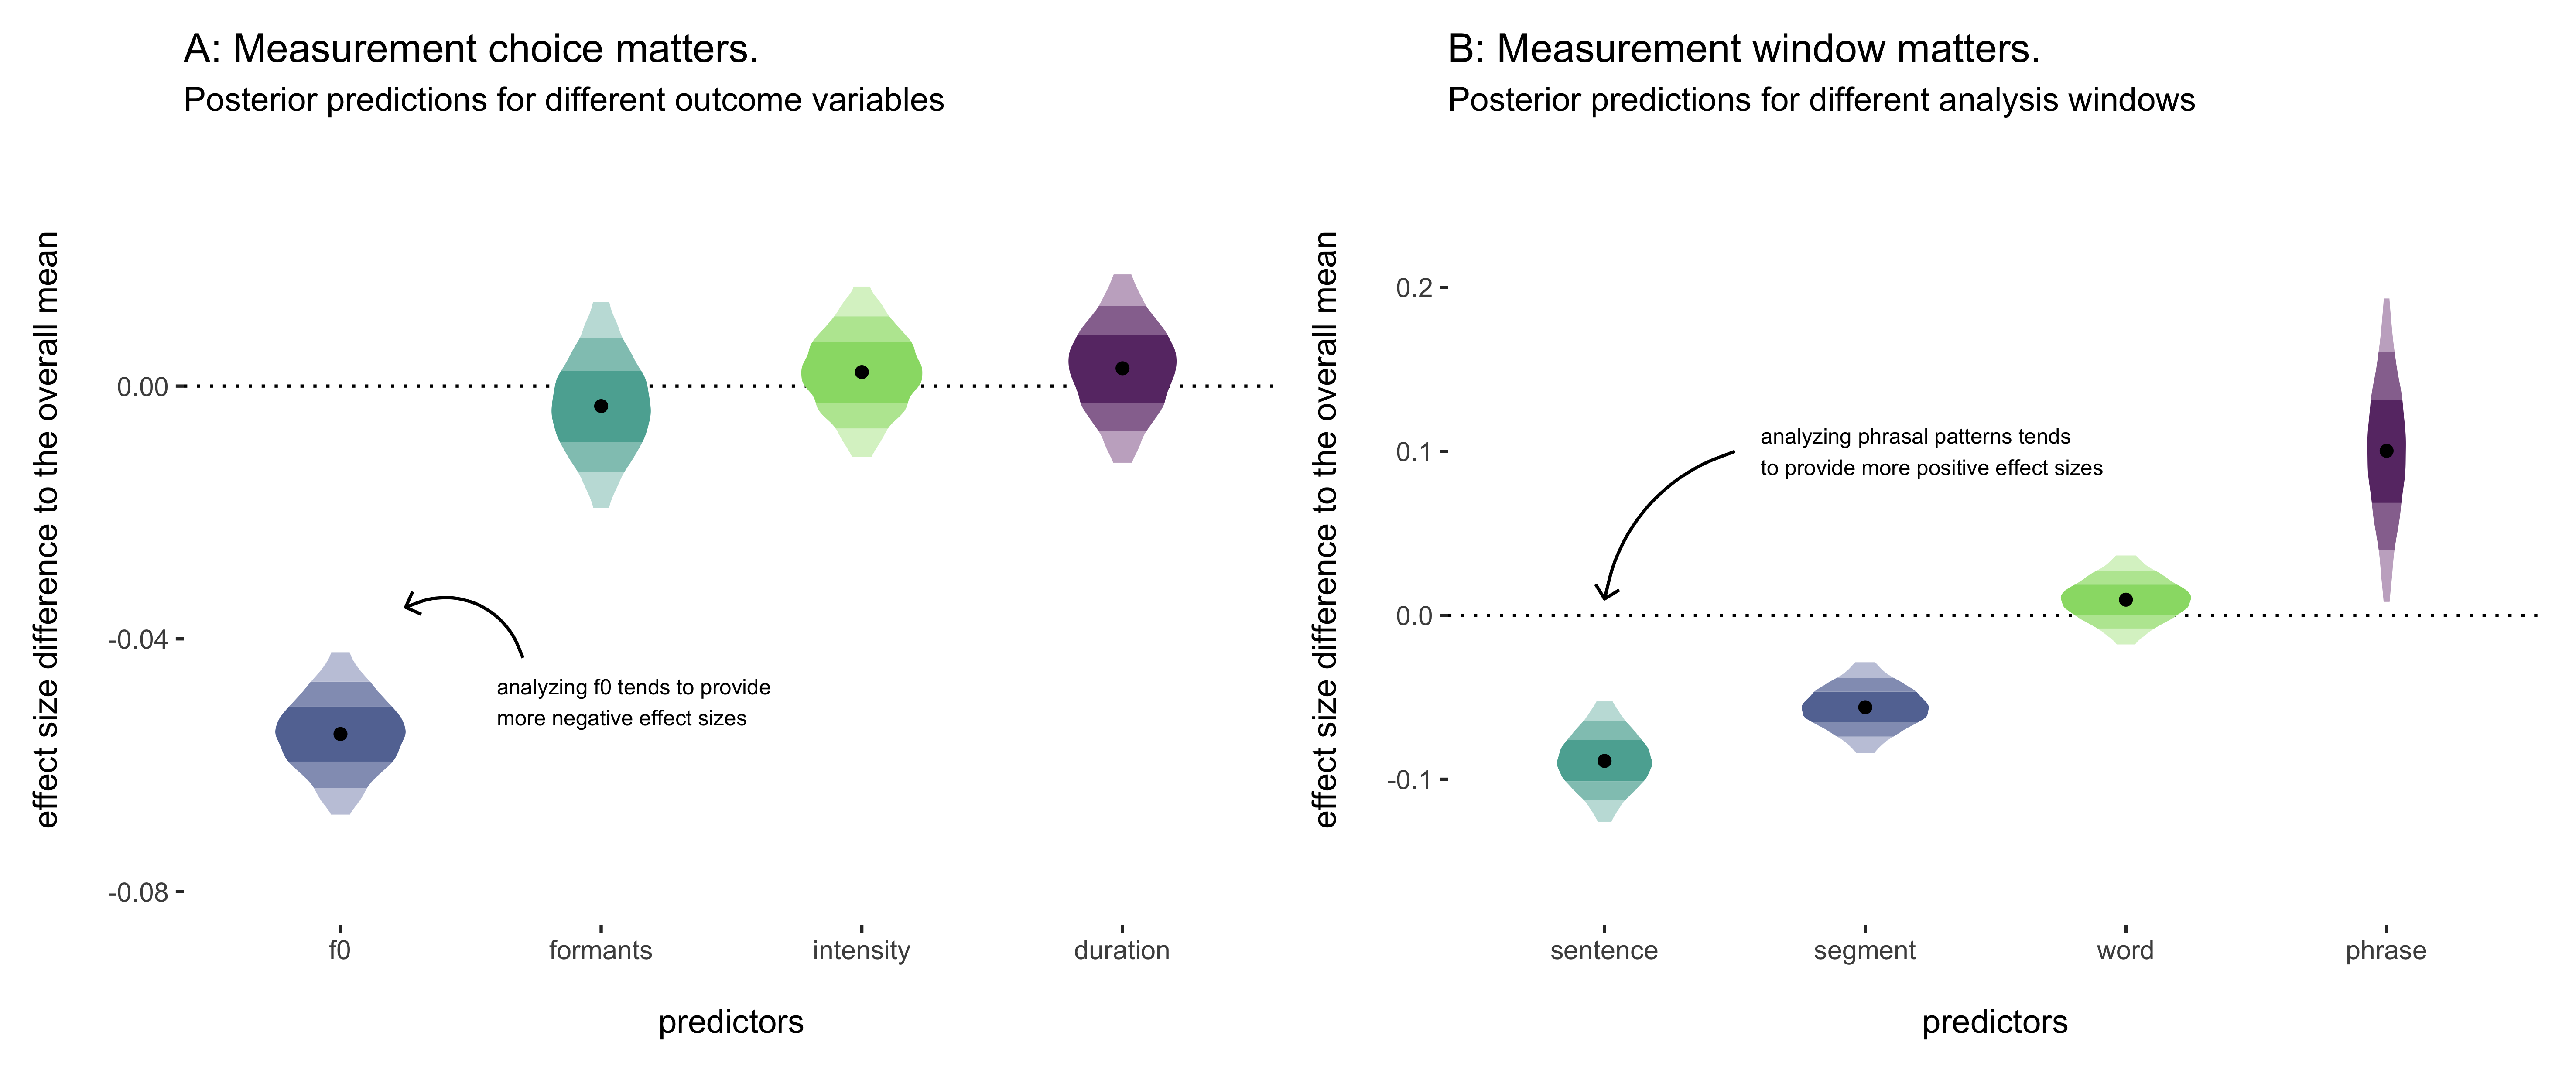 A: Measurement choice matters.
Posterior predictions for different outcome variables
effect size difference to the overall mean
0.00
-0.04
-0.08
analyzing f0 tends to provide
more negative effect sizes
f0
formants
intensity
duration
predictors
B: Measurement window matters.
Posterior predictions for different analysis windows
effect size difference to the overall mean
0.2
0.1
0.0
-0.1
analyzing phrasal patterns tends
to provide more positive effect sizes
sentence
segment
word
phrase
predictors